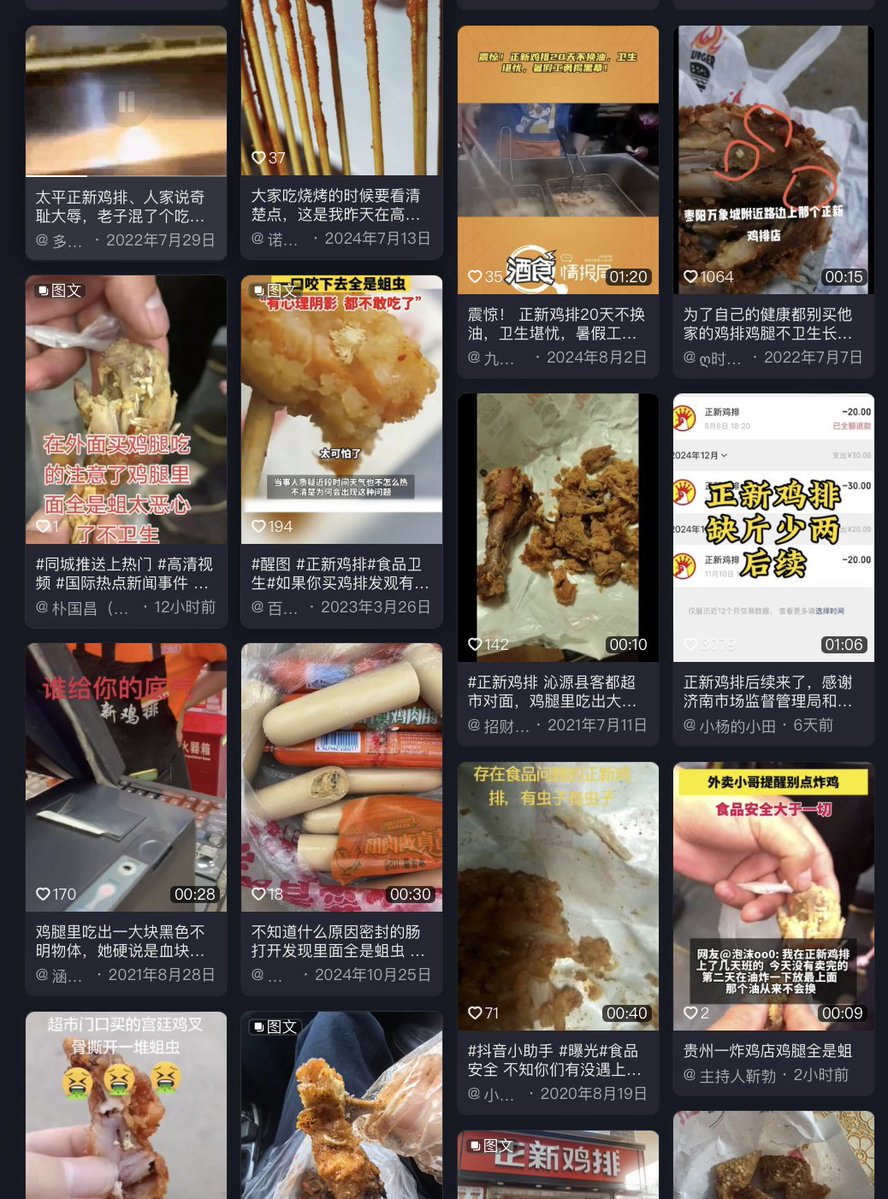 太平正新鸡排、人家说奇
耻大辱，老子混了个吃...
@多... · 2022年7月29日
图文
在外面买鸡腿吃
的注意了鸡腿里
面全是蛆太恶心
了不卫生
1
#同城推送上热门 #高清视
频 #国际热点新闻事件 ...
@朴国昌（... · 12小时前
谁给你的底气
新鸡排
火器箱
170
00:28
鸡腿里吃出一大块黑色不
明物体，她硬说是血块...
@涵... · 2021年8月28日
超市门口买的宫廷鸡叉
骨撕开一堆蛆虫
37
大家吃烧烤的时候要看清
楚点，这是我昨天在高...
@诺... · 2024年7月13日
图文
一口咬下去全是蛆虫
“有心理阴影 都不敢吃了”
太可怕了
当事人质疑近段时间天气也不怎么热
不清楚为何会出现这种问题
194
#醒图 #正新鸡排#食品卫
生#如果你买鸡排发观有...
@百... · 2023年3月26日
18
00:30
不知道什么原因密封的肠
打开发现里面全是蛆虫 ...
@... · 2024年10月25日
图文
震惊！正新鸡排20天不换油，卫生
堪忧，暑假工勇揭黑幕！
酒食
情报局
35
01:20
震惊！ 正新鸡排20天不换
油，卫生堪忧，暑假工...
@九... · 2024年8月2日
142
00:10
#正新鸡排 沁源县客都超
市对面，鸡腿里吃出大...
@招财... · 2021年7月11日
存在食品问题的正新鸡
排，有虫子有虫子
71
00:40
#抖音小助手 #曝光#食品
安全 不知你们有没遇上...
@小... · 2020年8月19日
图文
正新鸡排
BURGER
枣阳万象城附近路边上那个正新
鸡排店
1064
00:15
为了自己的健康都别买他
家的鸡排鸡腿不卫生长...
@ღ时... · 2022年7月7日
正新鸡排
-20.00
6月8日 18:20
已全额退款
2024年12月
支出¥30.00
-30.00
正新鸡排
缺斤少两
后续
支出¥20.00
正新鸡排
-20.00
11月10日
仅展示近12个月交易数据，查看更多请选择时间
3079
01:06
正新鸡排后续来了，感谢
济南市场监督管理局和...
@小杨的小田 · 6天前
外卖小哥提醒别点炸鸡
食品安全大于一切
网友@泡沫oo0: 我在正新鸡排
上了几天班的 今天没有卖完的
第二天在油炸一下放最上面
那个油从来不会换
2
00:09
贵州一炸鸡店鸡腿全是蛆
@主持人靳勃 · 2小时前